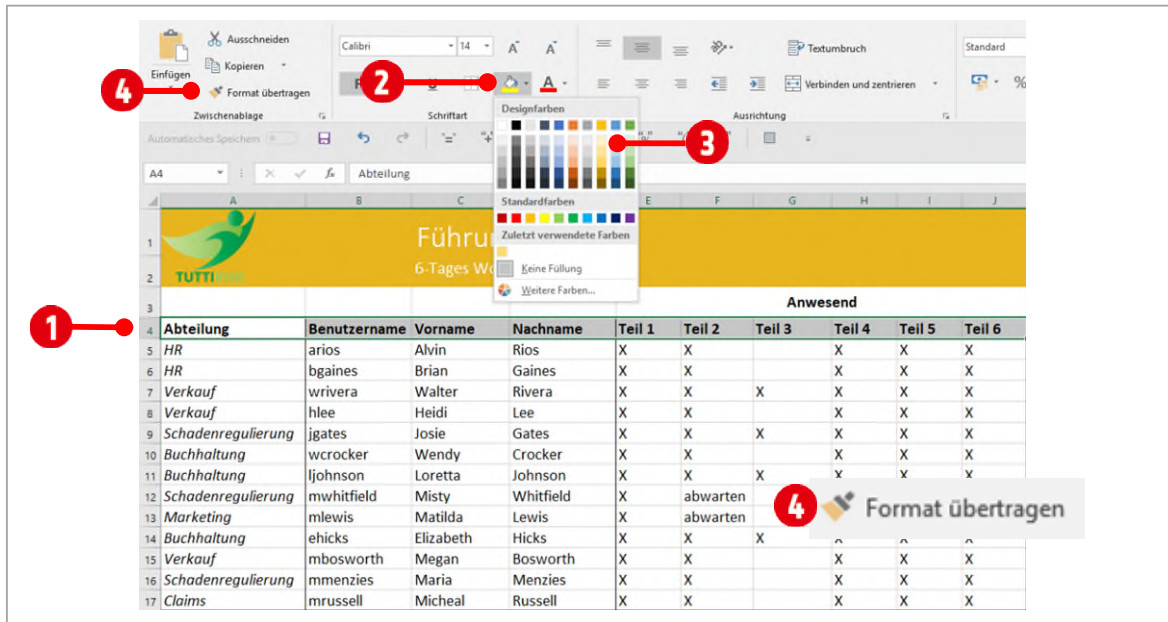 Ausschneiden
Calibri
14
Textumbruch
Standard
Einfügen
Kopieren
4
Format übertragen
2
Verbinden und zentrieren
%
Zwischenablage
Schriftart
Designfarben
Ausrichtung
Automatisches Speichern
3
A4
fx
Abteilung
A B C E F G H I J
Standardfarben
Zuletzt verwendete Farben
Keine Füllung
Weitere Farben...
1
2
TUTTI
6-Tages
3 Anwesend
1
4 Abteilung Benutzername Vorname Nachname Teil 1 Teil 2 Teil 3 Teil 4 Teil 5 Teil 6
5 HR arios Alvin Rios X X X X X
6 HR bgaines Brian Gaines X X X X X
7 Verkauf wrivera Walter Rivera X X X X X X
8 Verkauf hlee Heidi Lee X X X X X
9 Schadenregulierung jgates Josie Gates X X X X X X
10 Buchhaltung wcrocker Wendy Crocker X X X X X
11 Buchhaltung ljohnson Loretta Johnson X X X X X X
12 Schadenregulierung mwhitfield Misty Whitfield X abwarten
13 Marketing mlewis Matilda Lewis X abwarten
4 Format übertragen
14 Buchhaltung ehicks Elizabeth Hicks X X X X X X
15 Verkauf mbosworth Megan Bosworth X X X X X
16 Schadenregulierung mmenzies Maria Menzies X X X X X
17 Claims mrussell Micheal Russell X X X X X